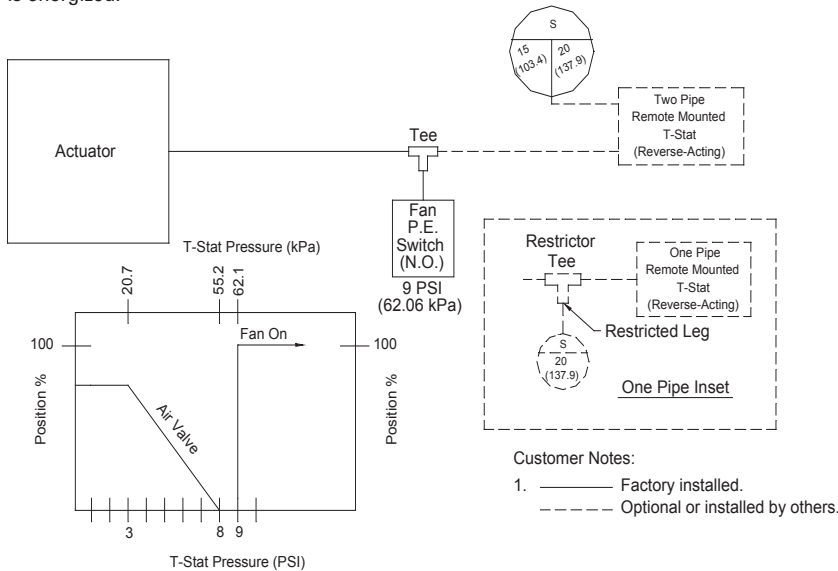 is energized.
S
15
(103.4)
20
(137.9)
Two Pipe
Remote Mounted
T-Stat
(Reverse-Acting)
Actuator
Tee
Fan
P.E.
Switch
(N.O.)
9 PSI
(62.06 kPa)
T-Stat Pressure (kPa)
20.7
55.2
62.1
Fan On
100
100
Position %
Position %
Air Valve
3
8
9
T-Stat Pressure (PSI)
Restrictor
Tee
One Pipe
Remote Mounted
T-Stat
(Reverse-Acting)
Restricted Leg
S
20
(137.9)
One Pipe Inset
Customer Notes:
1. Factory installed.
Optional or installed by others.